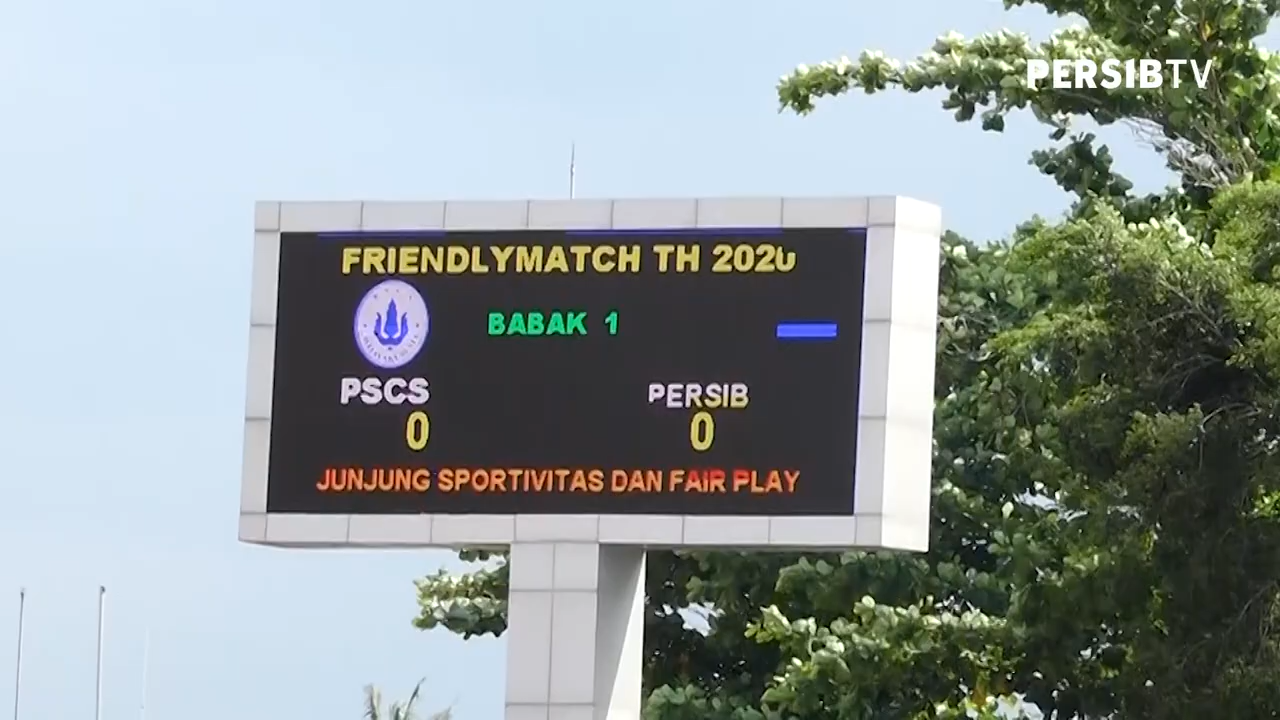 PERSIBTV
FRIENDLYMATCH TH 2020
BABAK 1
PSCS PERSIB
0 0
JUNJUNG SPORTIVITAS DAN FAIR PLAY